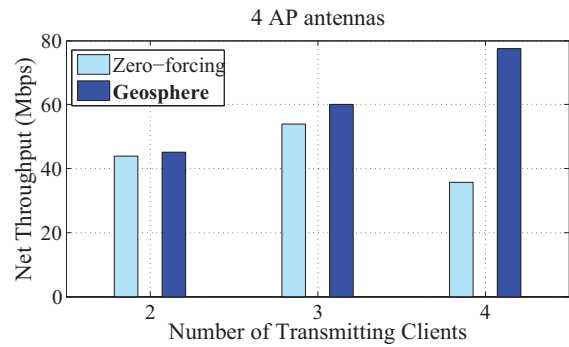 4 AP antennas
80
60
40
20
0
Net Throughput (Mbps)
Zero−forcing
Geosphere
2 3 4
Number of Transmitting Clients